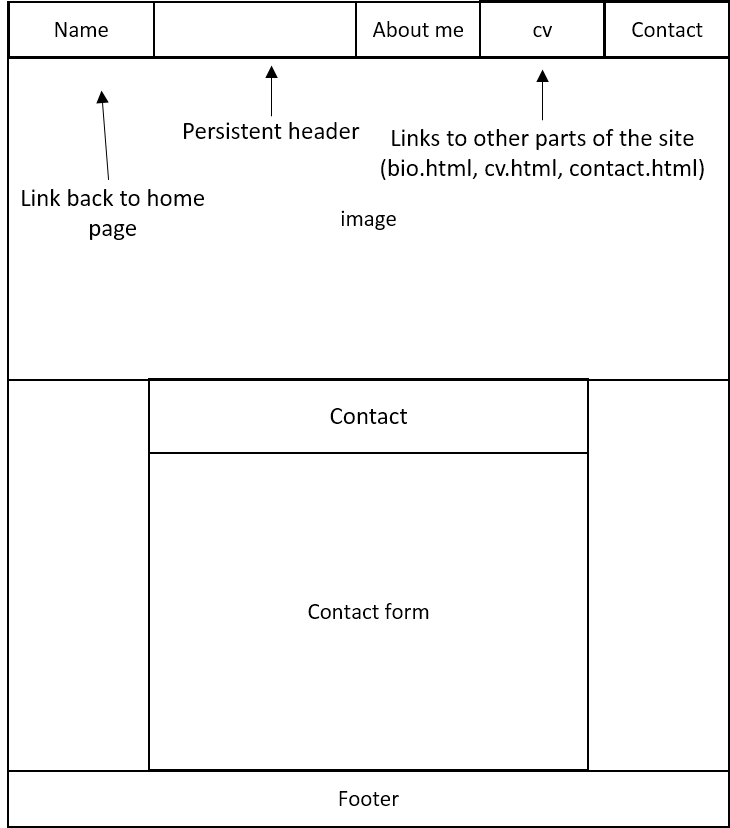 Name
About me
cv
Contact
Persistent header
Links to other parts of the site
(bio.html, cv.html, contact.html)
Link back to home
page
image
Contact
Contact form
Footer